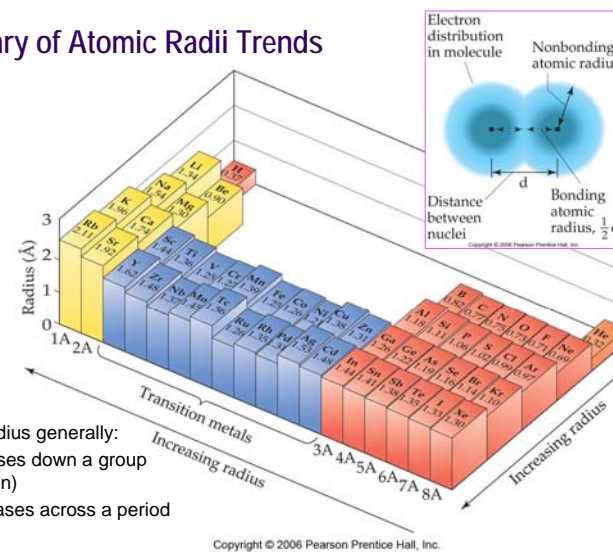 ary of Atomic Radii Trends
Electron
distribution
in molecule
Nonbonding
atomic radiu
d
Distance
between
nuclei
Bonding
atomic
radius, ½
Copyright © 2006 Pearson Prentice Hall, Inc.
H
0.37
Li
1.34
Be
0.90
Na
1.54
Mg
1.30
K
1.96
Ca
1.74
Rb
2.11
Sr
1.92
Sc
1.44
Ti
1.36
V
1.25
Cr
1.27
Mn
1.39
Fe
1.25
Co
1.26
Ni
1.21
Cu
1.38
Zn
1.31
Y
1.62
Zr
1.48
Nb
1.37
Mo
1.45
Tc
1.56
Ru
1.26
Rh
1.35
Pd
1.31
Ag
1.53
Cd
1.48
B
0.82
C
0.77
N
0.75
O
0.73
F
0.71
Ne
0.69
He
0.32
Al
1.18
Si
1.11
P
1.06
S
1.02
Cl
0.99
Ar
0.97
Ga
1.26
Ge
1.22
As
1.19
Se
1.16
Br
1.14
Kr
1.10
In
1.44
Sn
1.41
Sb
1.38
Te
1.35
I
1.33
Xe
1.30
Radius (Å)
3
2
1
0
1A
2A
Transition metals
3A
4A
5A
6A
7A
8A
Increasing radius
Increasing radius
dius generally:
ses down a group
n)
ases across a period
Copyright © 2006 Pearson Prentice Hall, Inc.